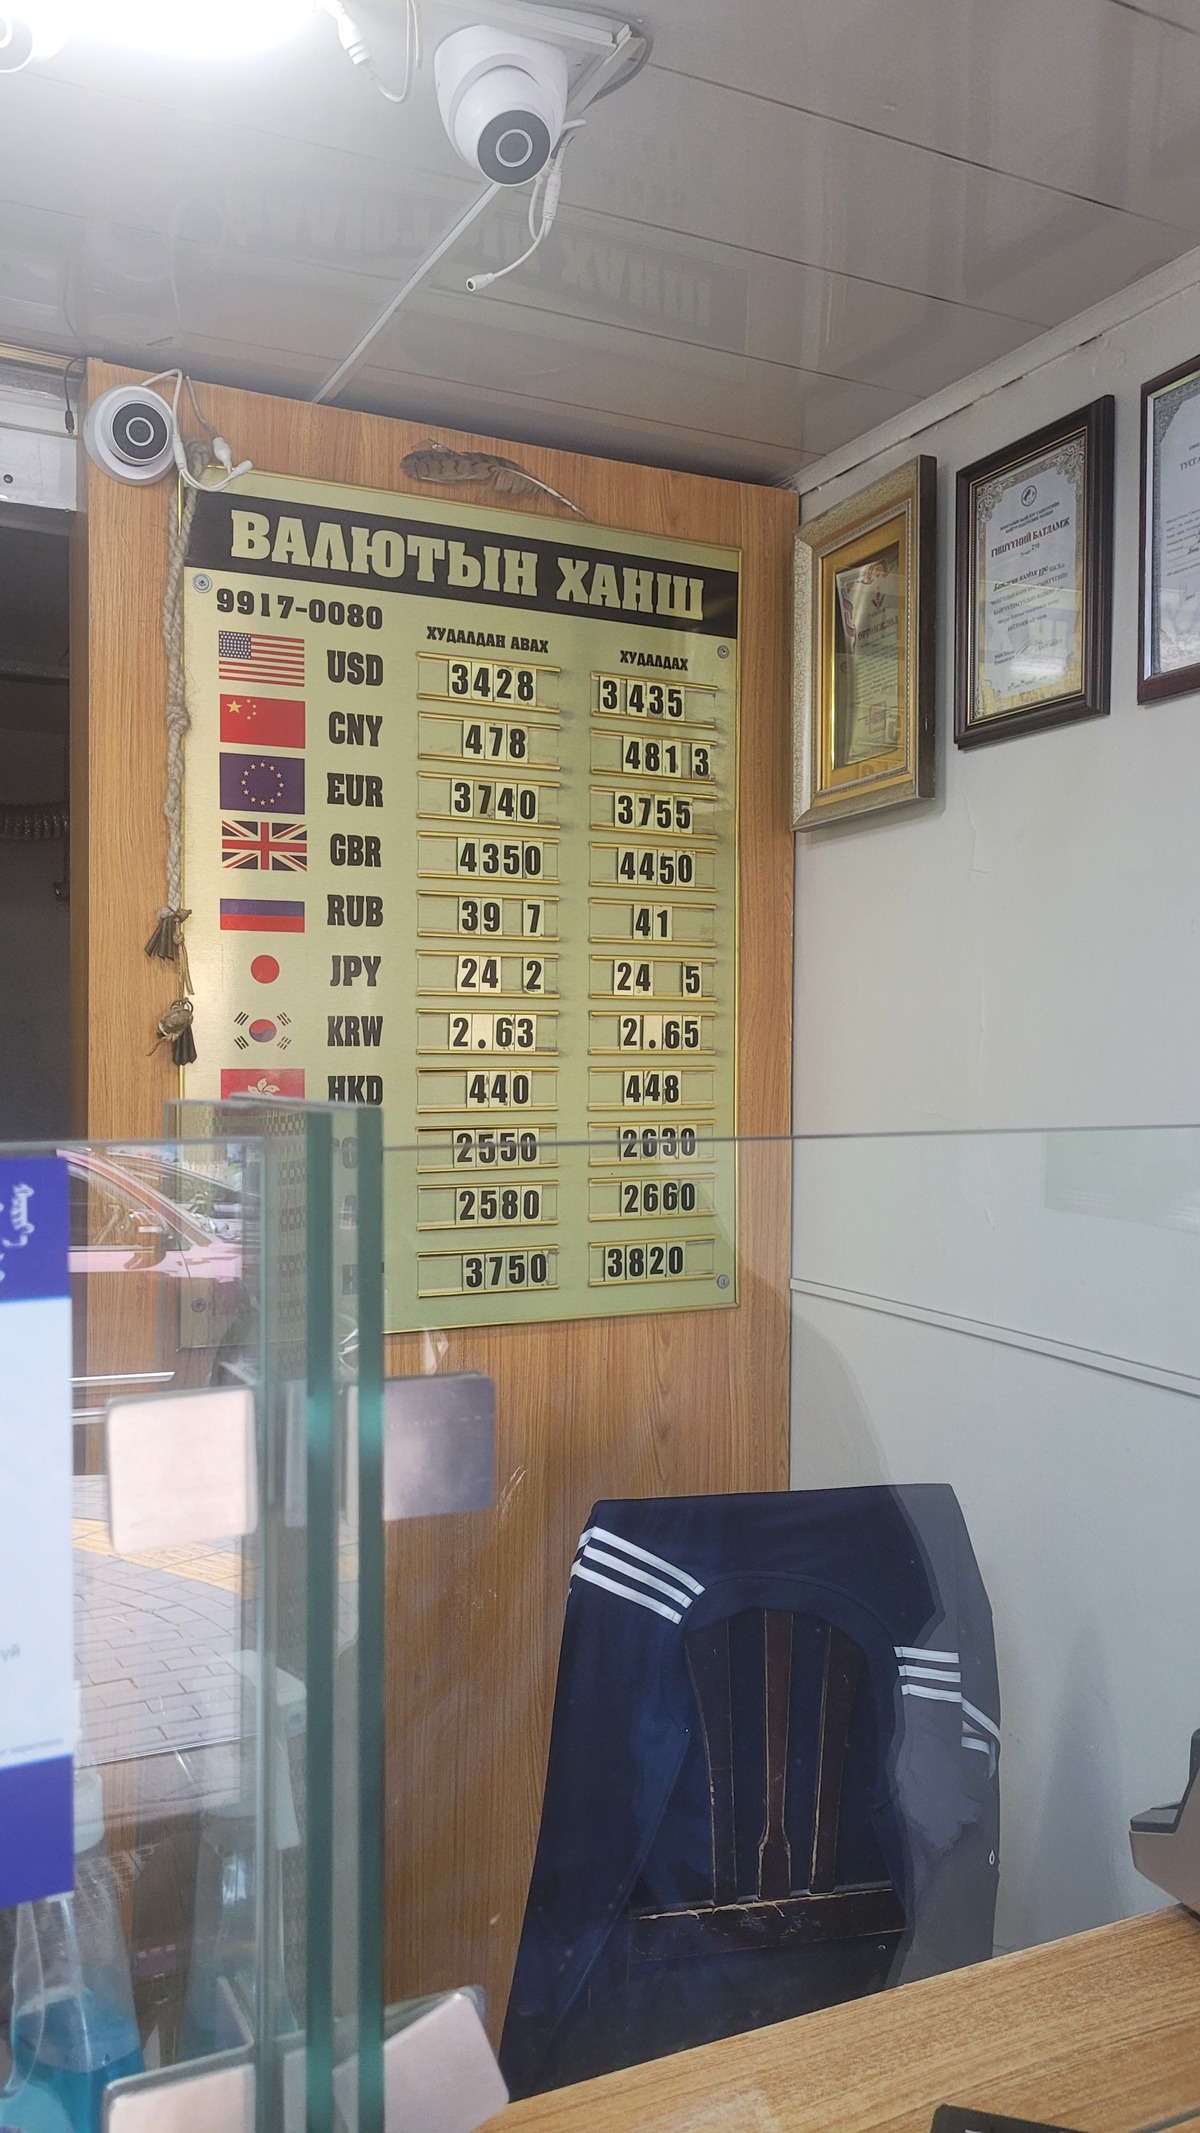 ВАЛЮТЫН ХАНШ
9917-0080
ХУДАЛДАН АВАХ ХУДАЛДАХ
USD 3428 3435
CNY 478 481 3
EUR 3740 3755
GBR 4350 4450
RUB 39 7 41
JPY 24 2 24 5
KRW 2.63 2.65
HKD 440 448
2550 2630
2580 2660
3750 3820
ГИШҮҮНИЙ БАТЛАМЖ